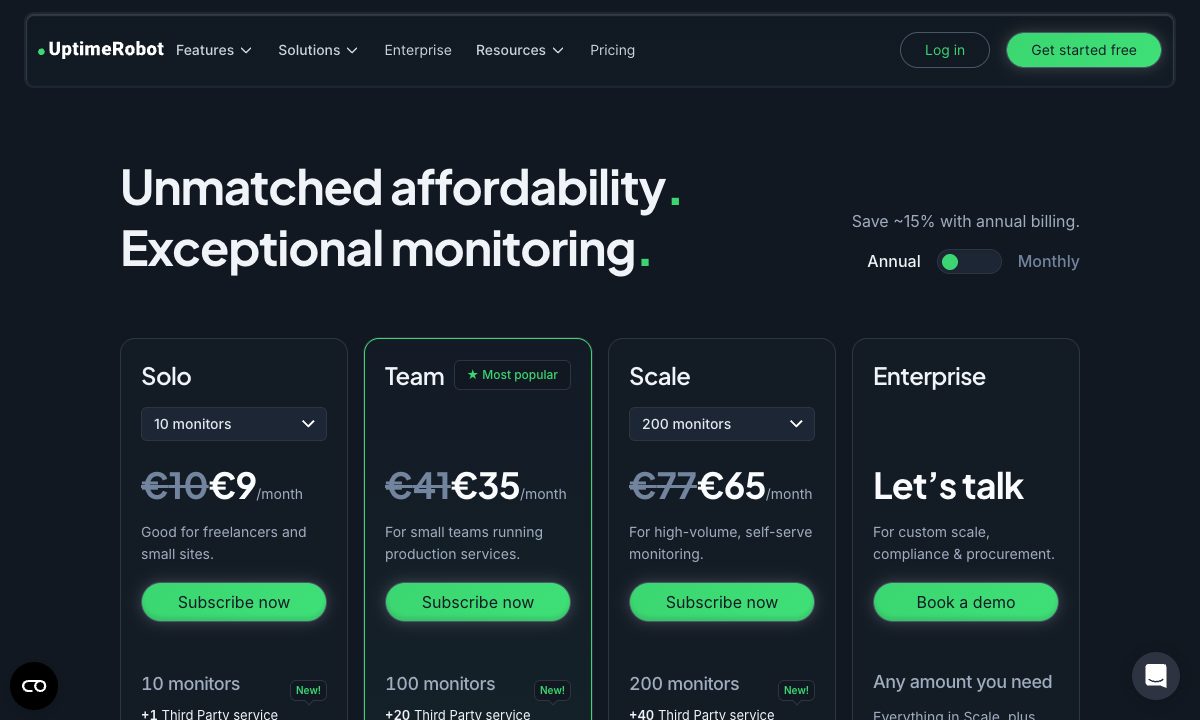 UptimeRobot Features Solutions Enterprise Resources Pricing Log in Get started free
Unmatched affordability.
Exceptional monitoring.
Save ~15% with annual billing.
Annual Monthly
Solo
10 monitors
€10€9/month
Good for freelancers and
small sites.
Subscribe now
10 monitors
New!
+1 Third Party service
Team
★ Most popular
€41€35/month
For small teams running
production services.
Subscribe now
100 monitors
New!
+20 Third Party service
Scale
200 monitors
€77€65/month
For high-volume, self-serve
monitoring.
Subscribe now
200 monitors
New!
+40 Third Party service
Enterprise
Let’s talk
For custom scale,
compliance & procurement.
Book a demo
Any amount you need
Everything in Scale, plus